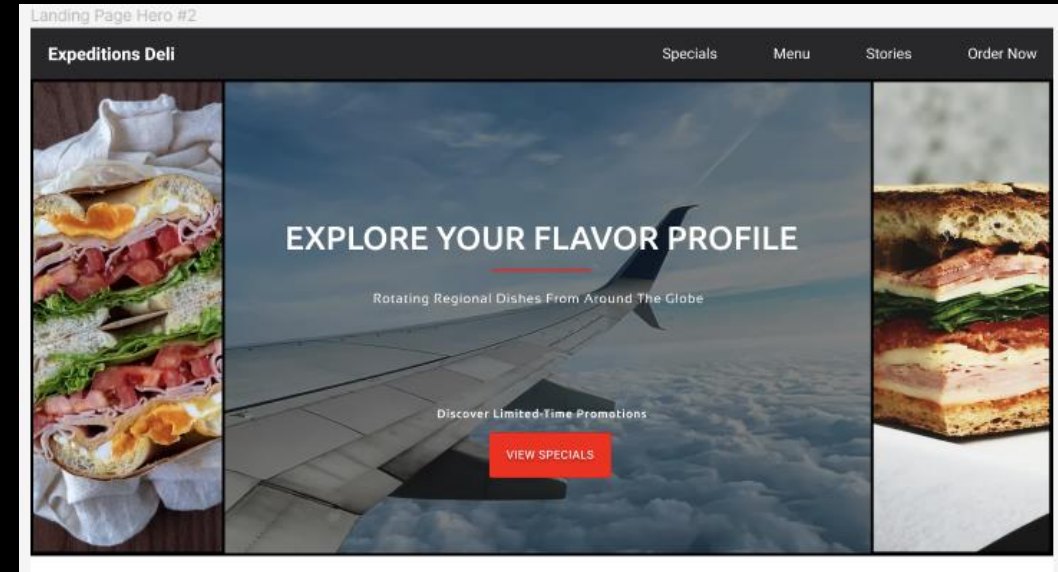 Landing Page Hero #2
Expeditions Deli
Specials
Menu
Stories
Order Now
EXPLORE YOUR FLAVOR PROFILE
Rotating Regional Dishes From Around The Globe
Discover Limited-Time Promotions
VIEW SPECIALS